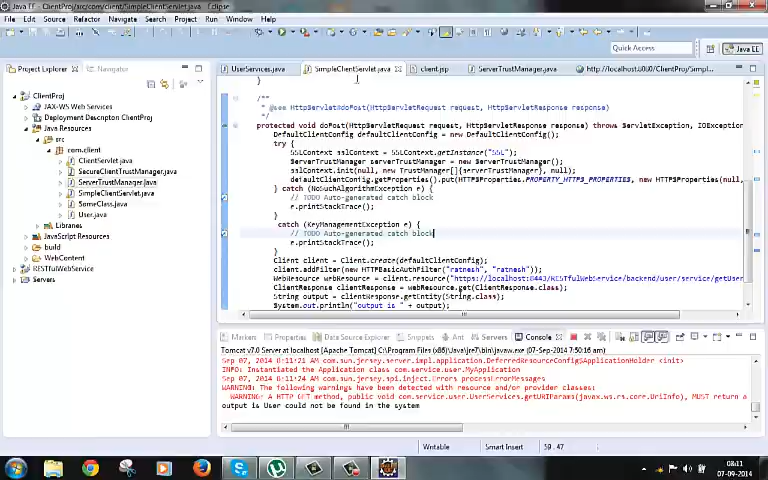 Java EE - ClientProj/src/com/client/SimpleClientServlet.java - Eclipse
File Edit Source Refactor Navigate Search Project Run Window Help
Quick Access
Java EE
Project Explorer
Navigator
UserServices.java
SimpleClientServlet.java
client.jsp
ServerTrustManager.java
http://localhost:8080/ClientProj/Simpl...
ClientProj
JAX-WS Web Services
Deployment Descriptor: ClientProj
Java Resources
src
com.client
ClientServlet.java
SecureClientTrustManager.java
ServerTrustManager.java
SimpleClientServlet.java
SomeClass.java
User.java
Libraries
JavaScript Resources
build
WebContent
RESTfulWebService
Servers
}
/**
* @see HttpServlet#doPost(HttpServletRequest request, HttpServletResponse response)
*/
protected void doPost(HttpServletRequest request, HttpServletResponse response) throws ServletException, IOException
DefaultClientConfig defaultClientConfig = new DefaultClientConfig();
try {
SSLContext sslContext = SSLContext.getInstance("SSL");
ServerTrustManager serverTrustManager = new ServerTrustManager();
sslContext.init(null, new TrustManager[]{serverTrustManager}, null);
defaultClientConfig.getProperties().put(HTTPSProperties.PROPERTY_HTTPS_PROPERTIES, new HTTPSProperties(null,
} catch (NoSuchAlgorithmException e) {
// TODO Auto-generated catch block
e.printStackTrace();
}
catch (KeyManagementException e) {
// TODO Auto-generated catch block
e.printStackTrace();
}
Client client = Client.create(defaultClientConfig);
client.addFilter(new HTTPBasicAuthFilter("ratnesh", "ratnesh"));
WebResource webResource = client.resource("https://localhost:8443/RESTfulWebService/backend/user/service/getUser
ClientResponse clientResponse = webResource.get(ClientResponse.class);
String output = clientResponse.getEntity(String.class);
System.out.println("output is " + output);
Markers
Properties
Data Source Explorer
Snippets
Ant
Servers
Console
Tomcat v7.0 Server at localhost [Apache Tomcat] C:\Program Files\Java\jre7\bin\javaw.exe (07-Sep-2014 7:50:16 am)
Sep 07, 2014 8:11:21 AM com.sun.jersey.server.impl.application.DeferredResourceConfig$ApplicationHolder <init>
INFO: Instantiated the Application class com.service.user.MyApplication
Sep 07, 2014 8:11:24 AM com.sun.jersey.spi.inject.Errors processErrorMessages
WARNING: The following warnings have been detected with resource and/or provider classes:
WARNING: A HTTP GET method, public void com.service.user.UserServices.getURIParams(javax.ws.rs.core.UriInfo), MUST return a
output is User could not be found in the system
Writable
Smart Insert
59 : 47
08:11
07-09-2014